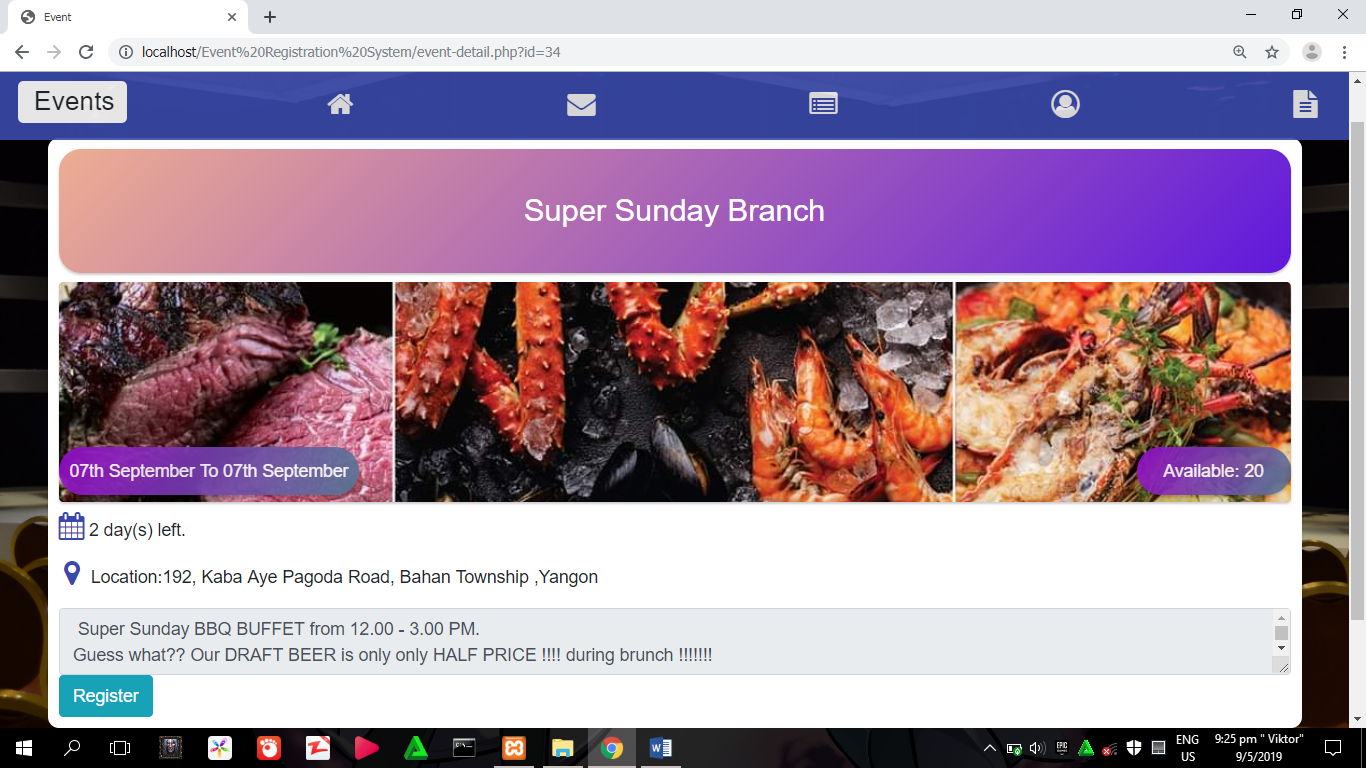 Event
localhost/Event%20Registration%20System/event-detail.php?id=34
Events
Super Sunday Branch
07th September To 07th September
Available: 20
2 day(s) left.
Location:192, Kaba Aye Pagoda Road, Bahan Township ,Yangon
Super Sunday BBQ BUFFET from 12.00 - 3.00 PM.
Guess what?? Our DRAFT BEER is only only HALF PRICE !!!! during brunch !!!!!!!
Register
ENG
US
9:25 pm " Viktor"
9/5/2019